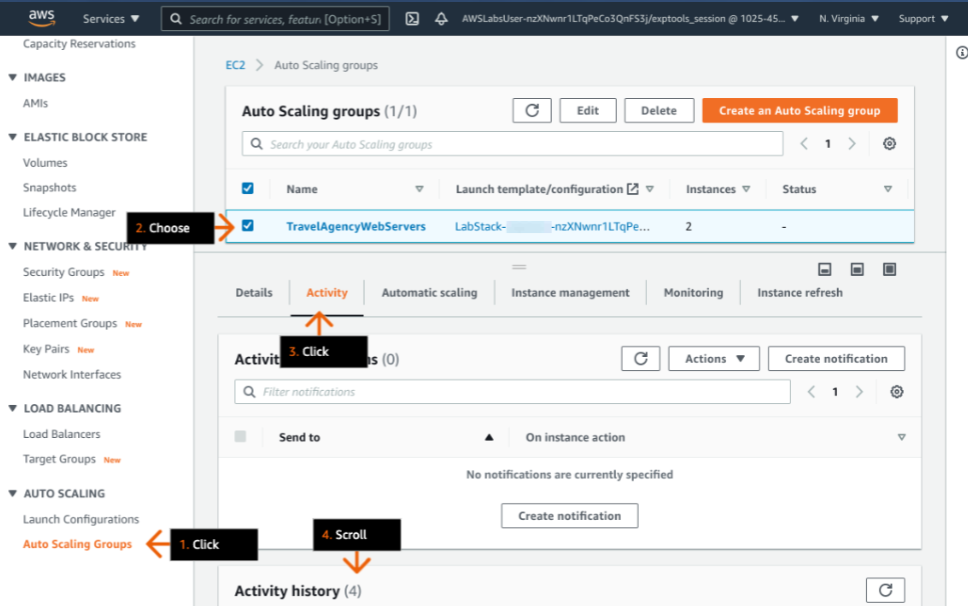 aws
Services ▼
Search for services, featur [Option+S]
AWSLabsUser-nzXNwnr1LTqPeCo3QnFS3j/exptools_session @ 1025-45... ▼
N. Virginia ▼
Support ▼
Capacity Reservations
▼ IMAGES
AMIs
▼ ELASTIC BLOCK STORE
Volumes
Snapshots
Lifecycle Manager
▼ NETWORK & SECURITY
Security Groups New
Elastic IPs New
Placement Groups New
Key Pairs New
Network Interfaces
▼ LOAD BALANCING
Load Balancers
Target Groups New
▼ AUTO SCALING
Launch Configurations
Auto Scaling Groups
1. Click
EC2 > Auto Scaling groups
Auto Scaling groups (1/1)
Edit
Delete
Create an Auto Scaling group
Search your Auto Scaling groups
< 1 >
Name
Launch template/configuration
Instances
Status
2. Choose
TravelAgencyWebServers
LabStack-
-nzXNwnr1LTqPe...
2
-
Details
Activity
Automatic scaling
Instance management
Monitoring
Instance refresh
3. Click
Activit
ns (0)
Actions ▼
Create notification
Filter notifications
< 1 >
Send to
On instance action
No notifications are currently specified
Create notification
4. Scroll
Activity history (4)